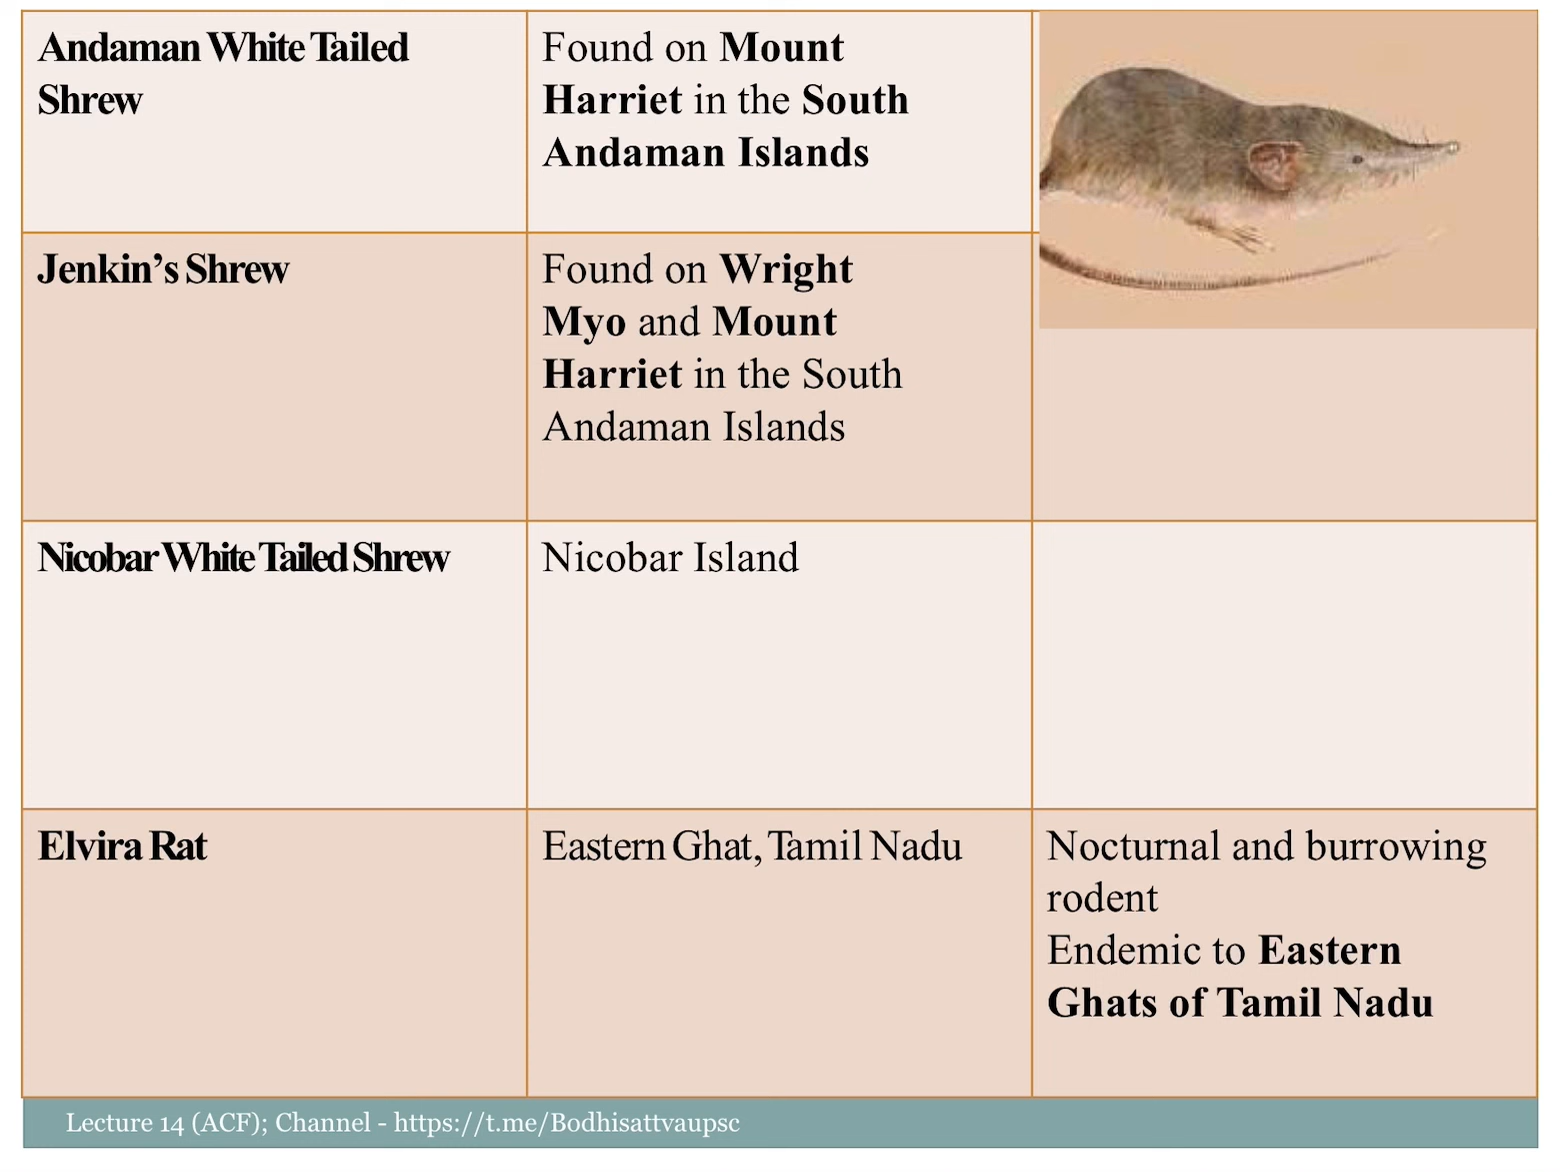 Andaman White Tailed
Shrew
Found on Mount
Harriet in the South
Andaman Islands
Jenkin’s Shrew
Found on Wright
Myo and Mount
Harriet in the South
Andaman Islands
Nicobar White Tailed Shrew
Nicobar Island
Elvira Rat
Eastern Ghat, Tamil Nadu
Nocturnal and burrowing
rodent
Endemic to Eastern
Ghats of Tamil Nadu
Lecture 14 (ACF); Channel - https://t.me/Bodhisattvaupsc